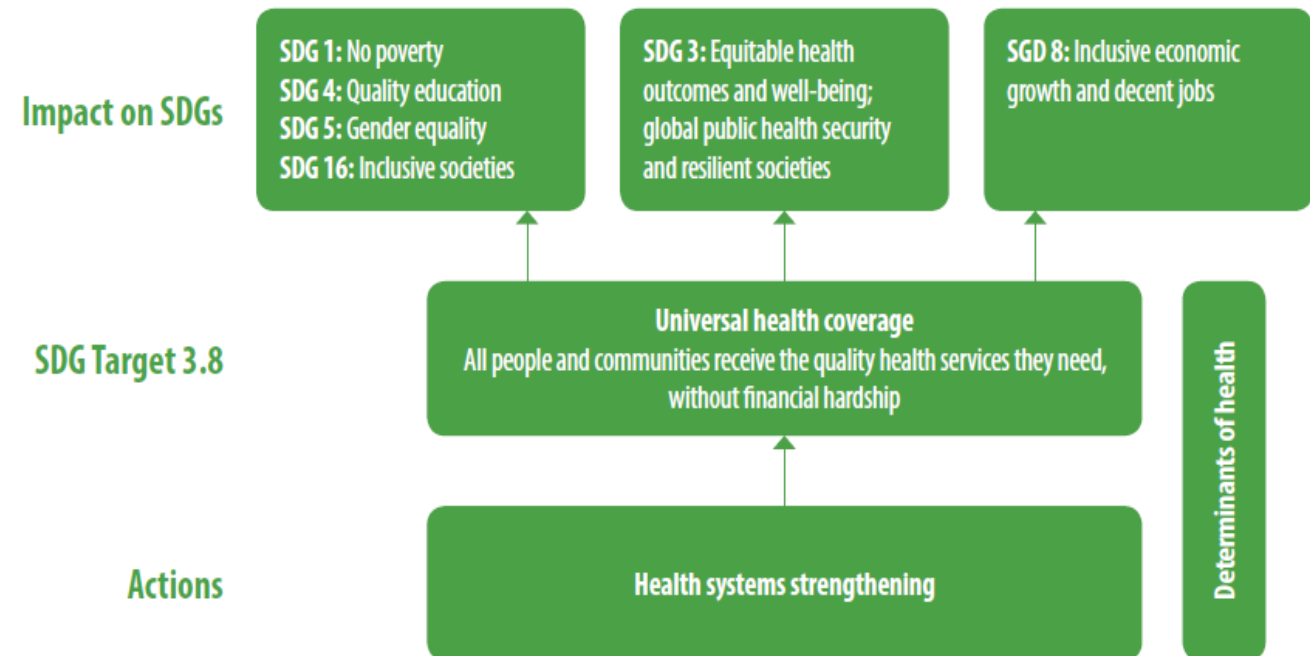 Impact on SDGs
SDG 1: No poverty
SDG 4: Quality education
SDG 5: Gender equality
SDG 16: Inclusive societies
SDG 3: Equitable health
outcomes and well-being;
global public health security
and resilient societies
SGD 8: Inclusive economic
growth and decent jobs
SDG Target 3.8
Universal health coverage
All people and communities receive the quality health services they need,
without financial hardship
Actions
Health systems strengthening
Determinants of health